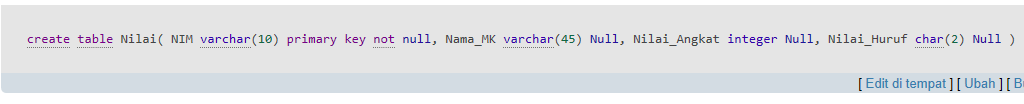 create table Nilai( NIM varchar(10) primary key not null, Nama_MK varchar(45) Null, Nilai_Angkat integer Null, Nilai_Huruf char(2) Null )
[ Edit di tempat ] [ Ubah ] [